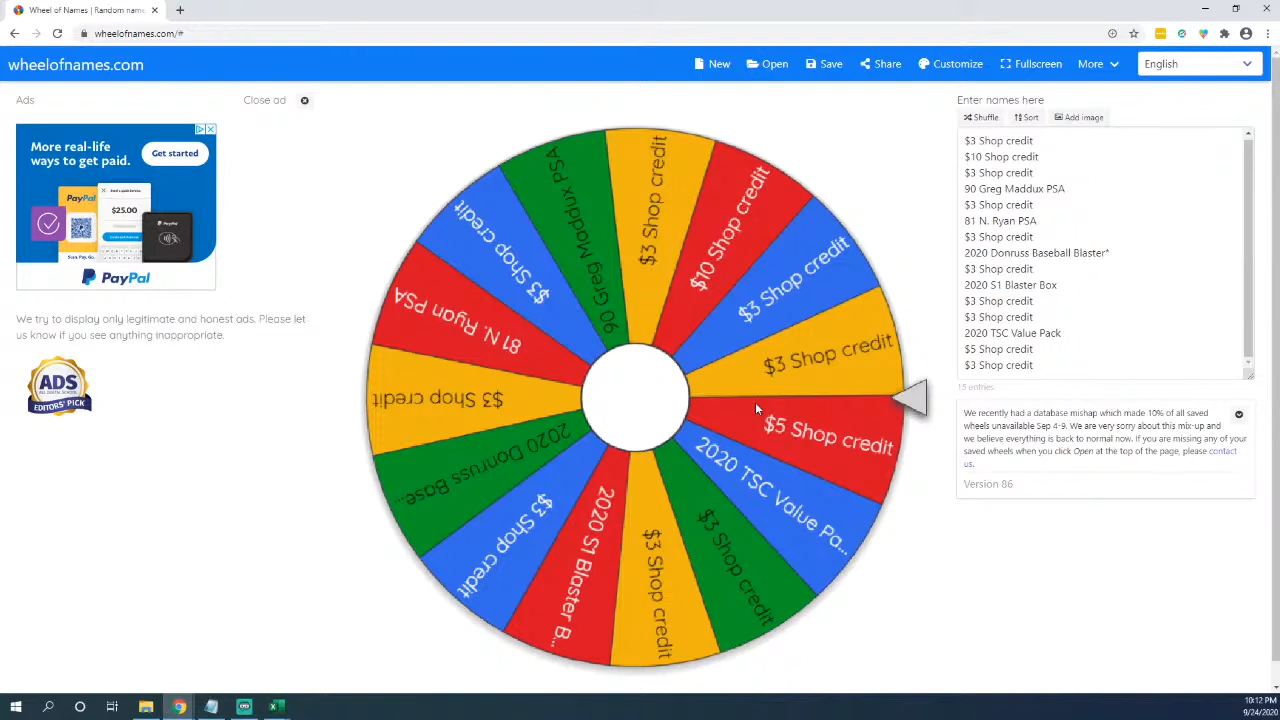 Wheel of Names | Random name
wheelofnames.com/#
wheelofnames.com
New
Open
Save
Share
Customize
Fullscreen
More
English
Ads
Close ad
More real-life
ways to get paid.
Get started
PayPal
$25.00
PayPal
We try to display only legitimate and honest ads. Please let
us know if you see anything inappropriate.
ADS
EDITORS' PICK
$3 Shop credit
$10 Shop credit
$3 Shop credit
$3 Shop credit
$5 Shop credit
2020 TSC Value Pa...
$3 Shop credit
$3 Shop credit
2020 S1 Blaster B...
$3 Shop credit
2020 Donruss Base...
$3 Shop credit
81 N. Ryan PSA
$3 Shop credit
90 Greg Maddux PSA
Enter names here
Shuffle
Sort
Add image
$3 Shop credit
$10 Shop credit
$3 Shop credit
90 Greg Maddux PSA
$3 Shop credit
81 N. Ryan PSA
$3 Shop credit
2020 Donruss Baseball Blaster*
$3 Shop credit
2020 S1 Blaster Box
$3 Shop credit
$3 Shop credit
2020 TSC Value Pack
$5 Shop credit
$3 Shop credit
15 entries
We recently had a database mishap which made 10% of all saved
wheels unavailable Sep 4-9. We are very sorry about this mix-up and
we believe everything is back to normal now. If you are missing any of your
saved wheels when you click Open at the top of the page, please contact
us.
Version 86
10:12 PM
9/24/2020